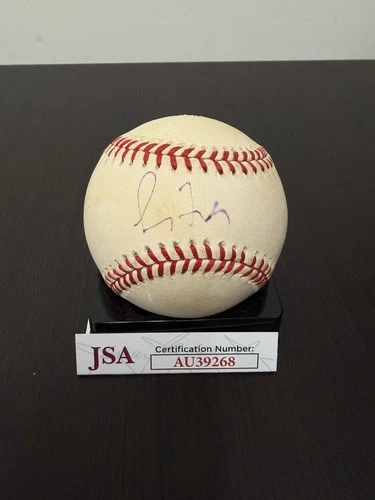 JSA
Certification Number:
AU39268